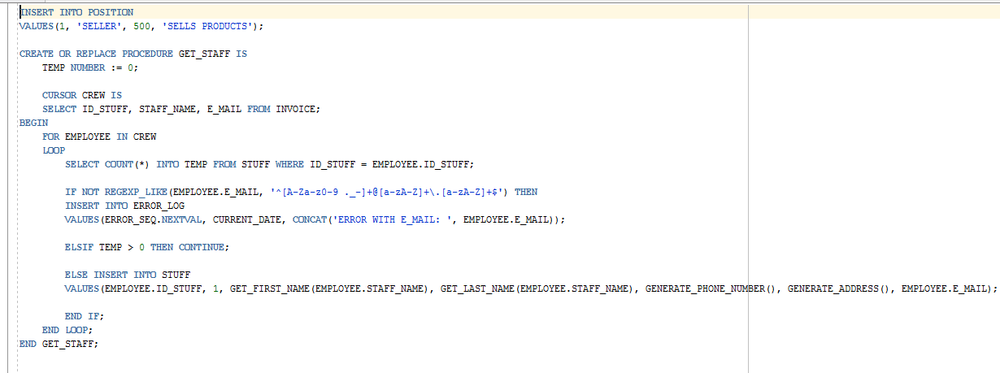 INSERT INTO POSITION
VALUES(1, 'SELLER', 500, 'SELLS PRODUCTS');
CREATE OR REPLACE PROCEDURE GET_STAFF IS
TEMP NUMBER := 0;
CURSOR CREW IS
SELECT ID_STUFF, STAFF_NAME, E_MAIL FROM INVOICE;
BEGIN
FOR EMPLOYEE IN CREW
LOOP
SELECT COUNT(*) INTO TEMP FROM STUFF WHERE ID_STUFF = EMPLOYEE.ID_STUFF;
IF NOT REGEXP_LIKE(EMPLOYEE.E_MAIL, '^[A-Za-z0-9 ._-]+@[a-zA-Z]+\.[a-zA-Z]+$') THEN
INSERT INTO ERROR_LOG
VALUES(ERROR_SEQ.NEXTVAL, CURRENT_DATE, CONCAT('ERROR WITH E_MAIL: ', EMPLOYEE.E_MAIL));
ELSIF TEMP > 0 THEN CONTINUE;
ELSE INSERT INTO STUFF
VALUES(EMPLOYEE.ID_STUFF, 1, GET_FIRST_NAME(EMPLOYEE.STAFF_NAME), GET_LAST_NAME(EMPLOYEE.STAFF_NAME), GENERATE_PHONE_NUMBER(), GENERATE_ADDRESS(), EMPLOYEE.E_MAIL);
END IF;
END LOOP;
END GET_STAFF;